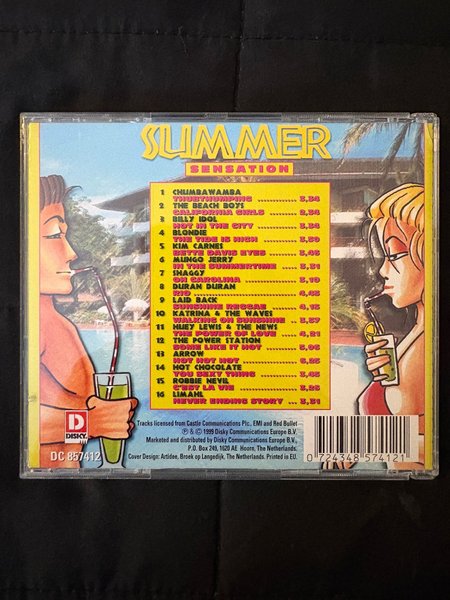 SUMMER
SENSATION
1 CHUMBAWAMBA
THUBTHUMPING 3,34
2 THE BEACH BOYS
CALIFORNIA GIRLS 2,34
3 BILLY IDOL
HOT IN THE CITY 3,34
4 BLONDIE
THE TIDE IS HIGH 3,50
5 KIM CARNES
BETTE DAVIS EYES 3,45
6 MUNGO JERRY
IN THE SUMMERTIME 3,31
7 SHAGGY
OH CAROLINA 3,10
8 DURAN DURAN
RIO 4,45
9 LAID BACK
SUNSHINE REGGAE 4,15
10 KATRINA & THE WAVES
WALKING ON SUNSHINE 3,57
11 HUEY LEWIS & THE NEWS
THE POWER OF LOVE 4,21
12 THE POWER STATION
SOME LIKE IT HOT 5,05
13 ARROW
HOT HOT HOT 6,25
14 HOT CHOCOLATE
YOU SEXY THING 3,45
15 ROBBIE NEVIL
C'EST LA VIE 3,25
16 LIMAHL
NEVER ENDING STORY 3,31
D
DISKY
DC 857412
Tracks licensed from Castle Communications Plc. EMI and Red Bullet
℗ & © 1999 Disky Communications Europe B.V.
Marketed and distributed by Disky Communications Europe B.V.,
P.O. Box 249, 1620 AE Hoorn, The Netherlands.
Cover Design: Artidee, Broek op Langedijk, The Netherlands. Printed in EU.
0 724348 574121